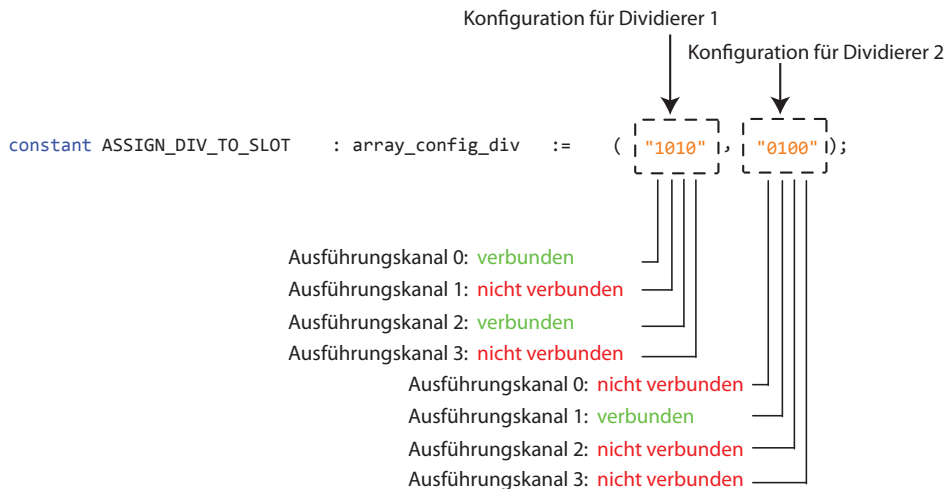 Konfiguration für Dividierer 1
Konfiguration für Dividierer 2
constant ASSIGN_DIV_TO_SLOT : array_config_div := ( "1010" , "0100" );
Ausführungskanal 0: verbunden
Ausführungskanal 1: nicht verbunden
Ausführungskanal 2: verbunden
Ausführungskanal 3: nicht verbunden
Ausführungskanal 0: nicht verbunden
Ausführungskanal 1: verbunden
Ausführungskanal 2: nicht verbunden
Ausführungskanal 3: nicht verbunden